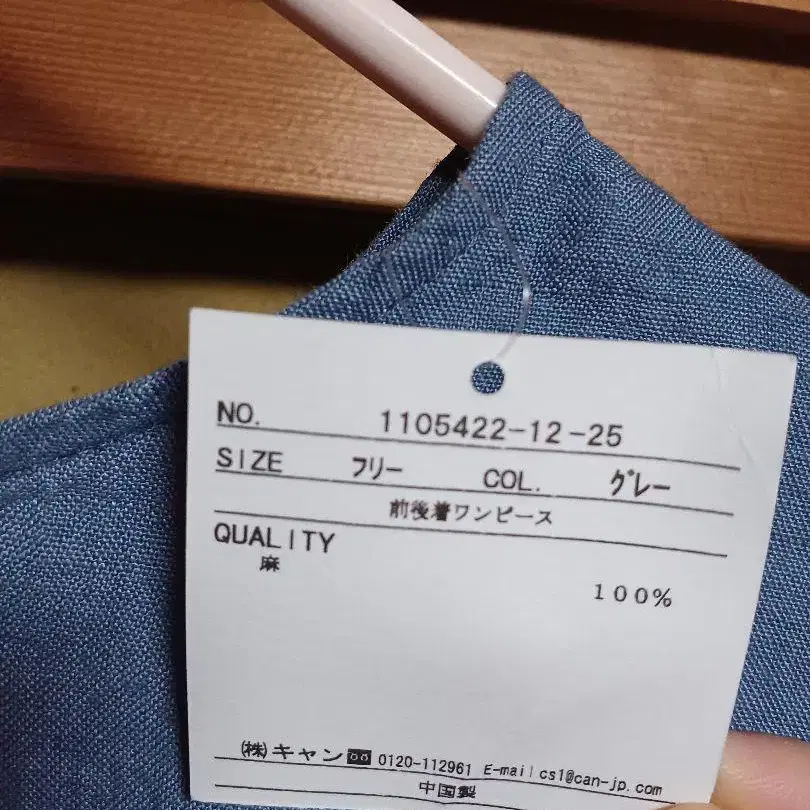 NO. 1105422-12-25
SIZE フリー COL. グレー
前後着ワンピース
QUALITY
麻
100%
(株)キャン 0120-112961 E-mail cs1@can-jp.com
中国製